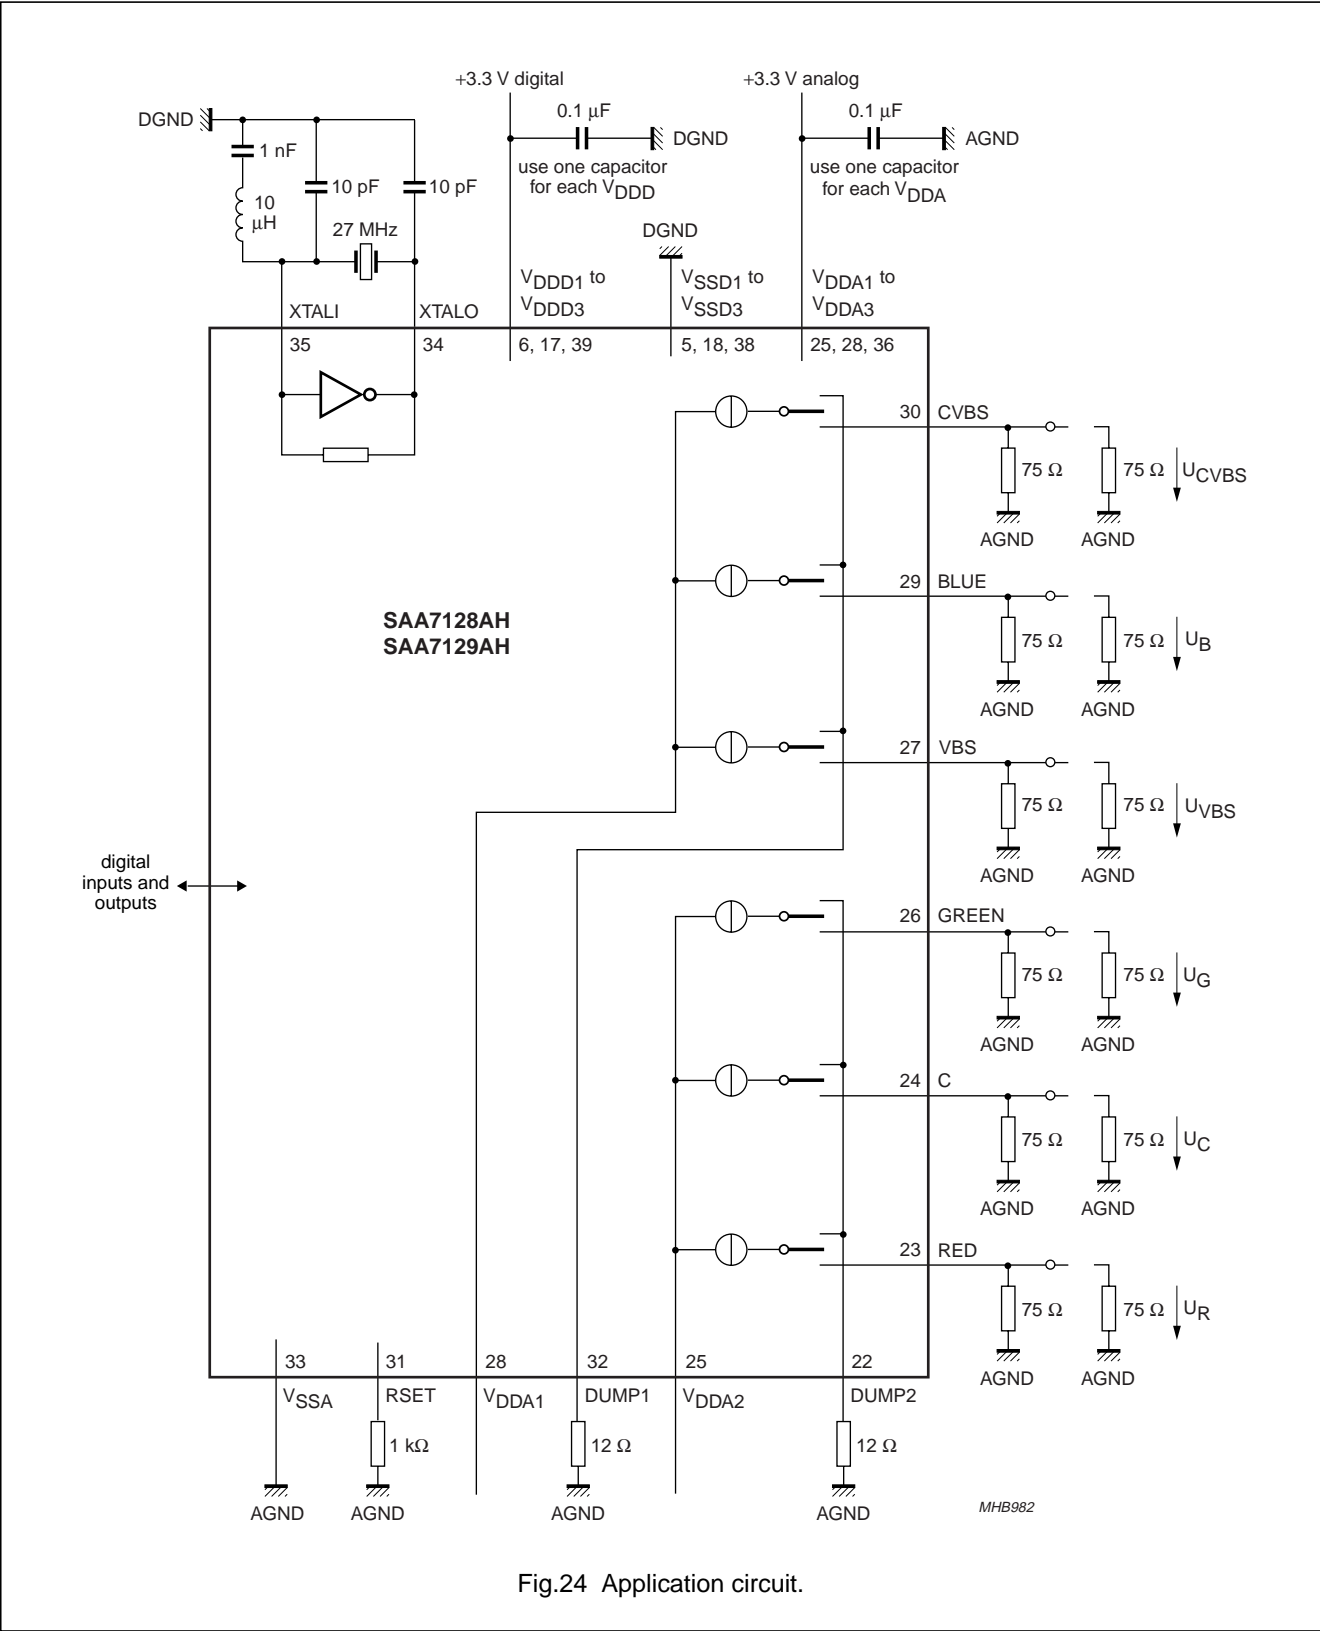 +3.3 V digital
+3.3 V analog
DGND
0.1 μF
DGND
0.1 μF
AGND
1 nF
use one capacitor
for each VDDD
use one capacitor
for each VDDA
10 pF
10 pF
10
μH
27 MHz
DGND
VDDD1 to
VDDD3
VSSD1 to
VSSD3
VDDA1 to
VDDA3
XTALI
XTALO
35
34
6, 17, 39
5, 18, 38
25, 28, 36
30
CVBS
75 Ω
75 Ω
UCVBS
AGND
AGND
29
BLUE
SAA7128AH
SAA7129AH
75 Ω
75 Ω
UB
AGND
AGND
27
VBS
75 Ω
75 Ω
UVBS
AGND
AGND
digital
inputs and
outputs
26
GREEN
75 Ω
75 Ω
UG
AGND
AGND
24
C
75 Ω
75 Ω
UC
AGND
AGND
23
RED
75 Ω
75 Ω
UR
AGND
AGND
33
31
28
32
25
22
VSSA
RSET
VDDA1
DUMP1
VDDA2
DUMP2
1 kΩ
12 Ω
12 Ω
AGND
AGND
AGND
AGND
MHB982
Fig.24 Application circuit.